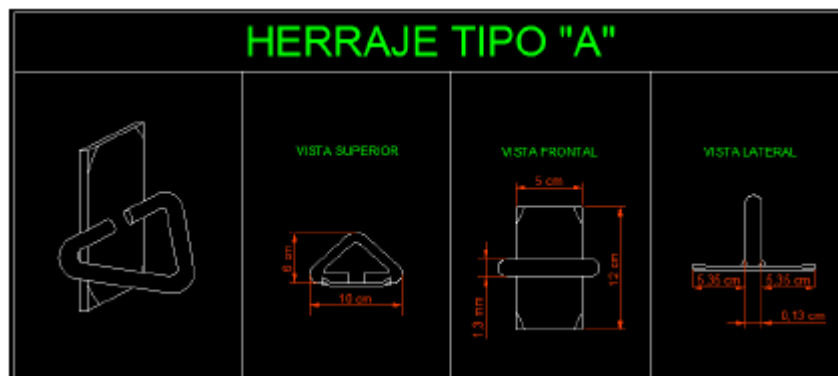 HERRAJE TIPO "A"
VISTA SUPERIOR
6 cm
10 cm
VISTA FRONTAL
5 cm
12 cm
1.3 mm
VISTA LATERAL
5,35 cm
5,35 cm
0,13 cm